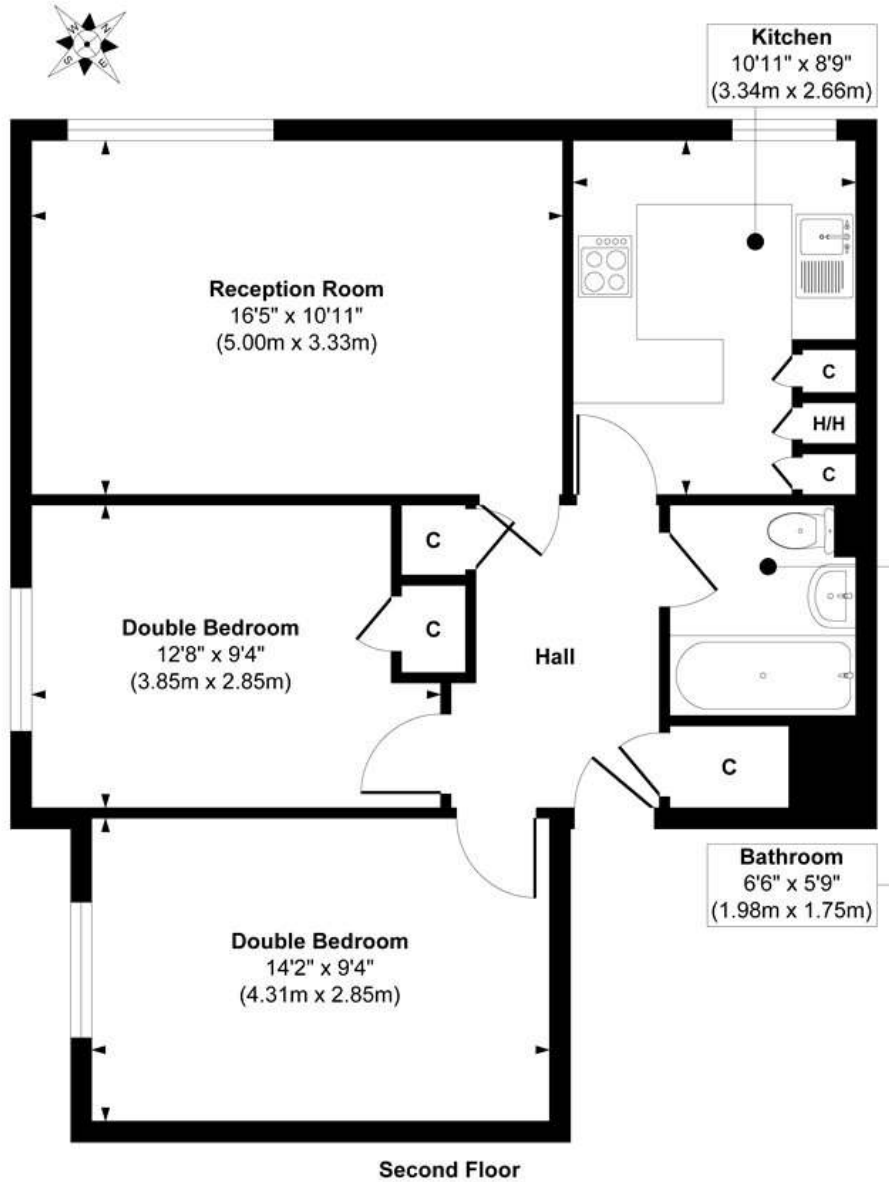 W N
S E
Kitchen
10'11" x 8'9"
(3.34m x 2.66m)
Reception Room
16'5" x 10'11"
(5.00m x 3.33m)
C
H/H
C
C
C
Double Bedroom
12'8" x 9'4"
(3.85m x 2.85m)
Hall
C
Bathroom
6'6" x 5'9"
(1.98m x 1.75m)
Double Bedroom
14'2" x 9'4"
(4.31m x 2.85m)
Second Floor